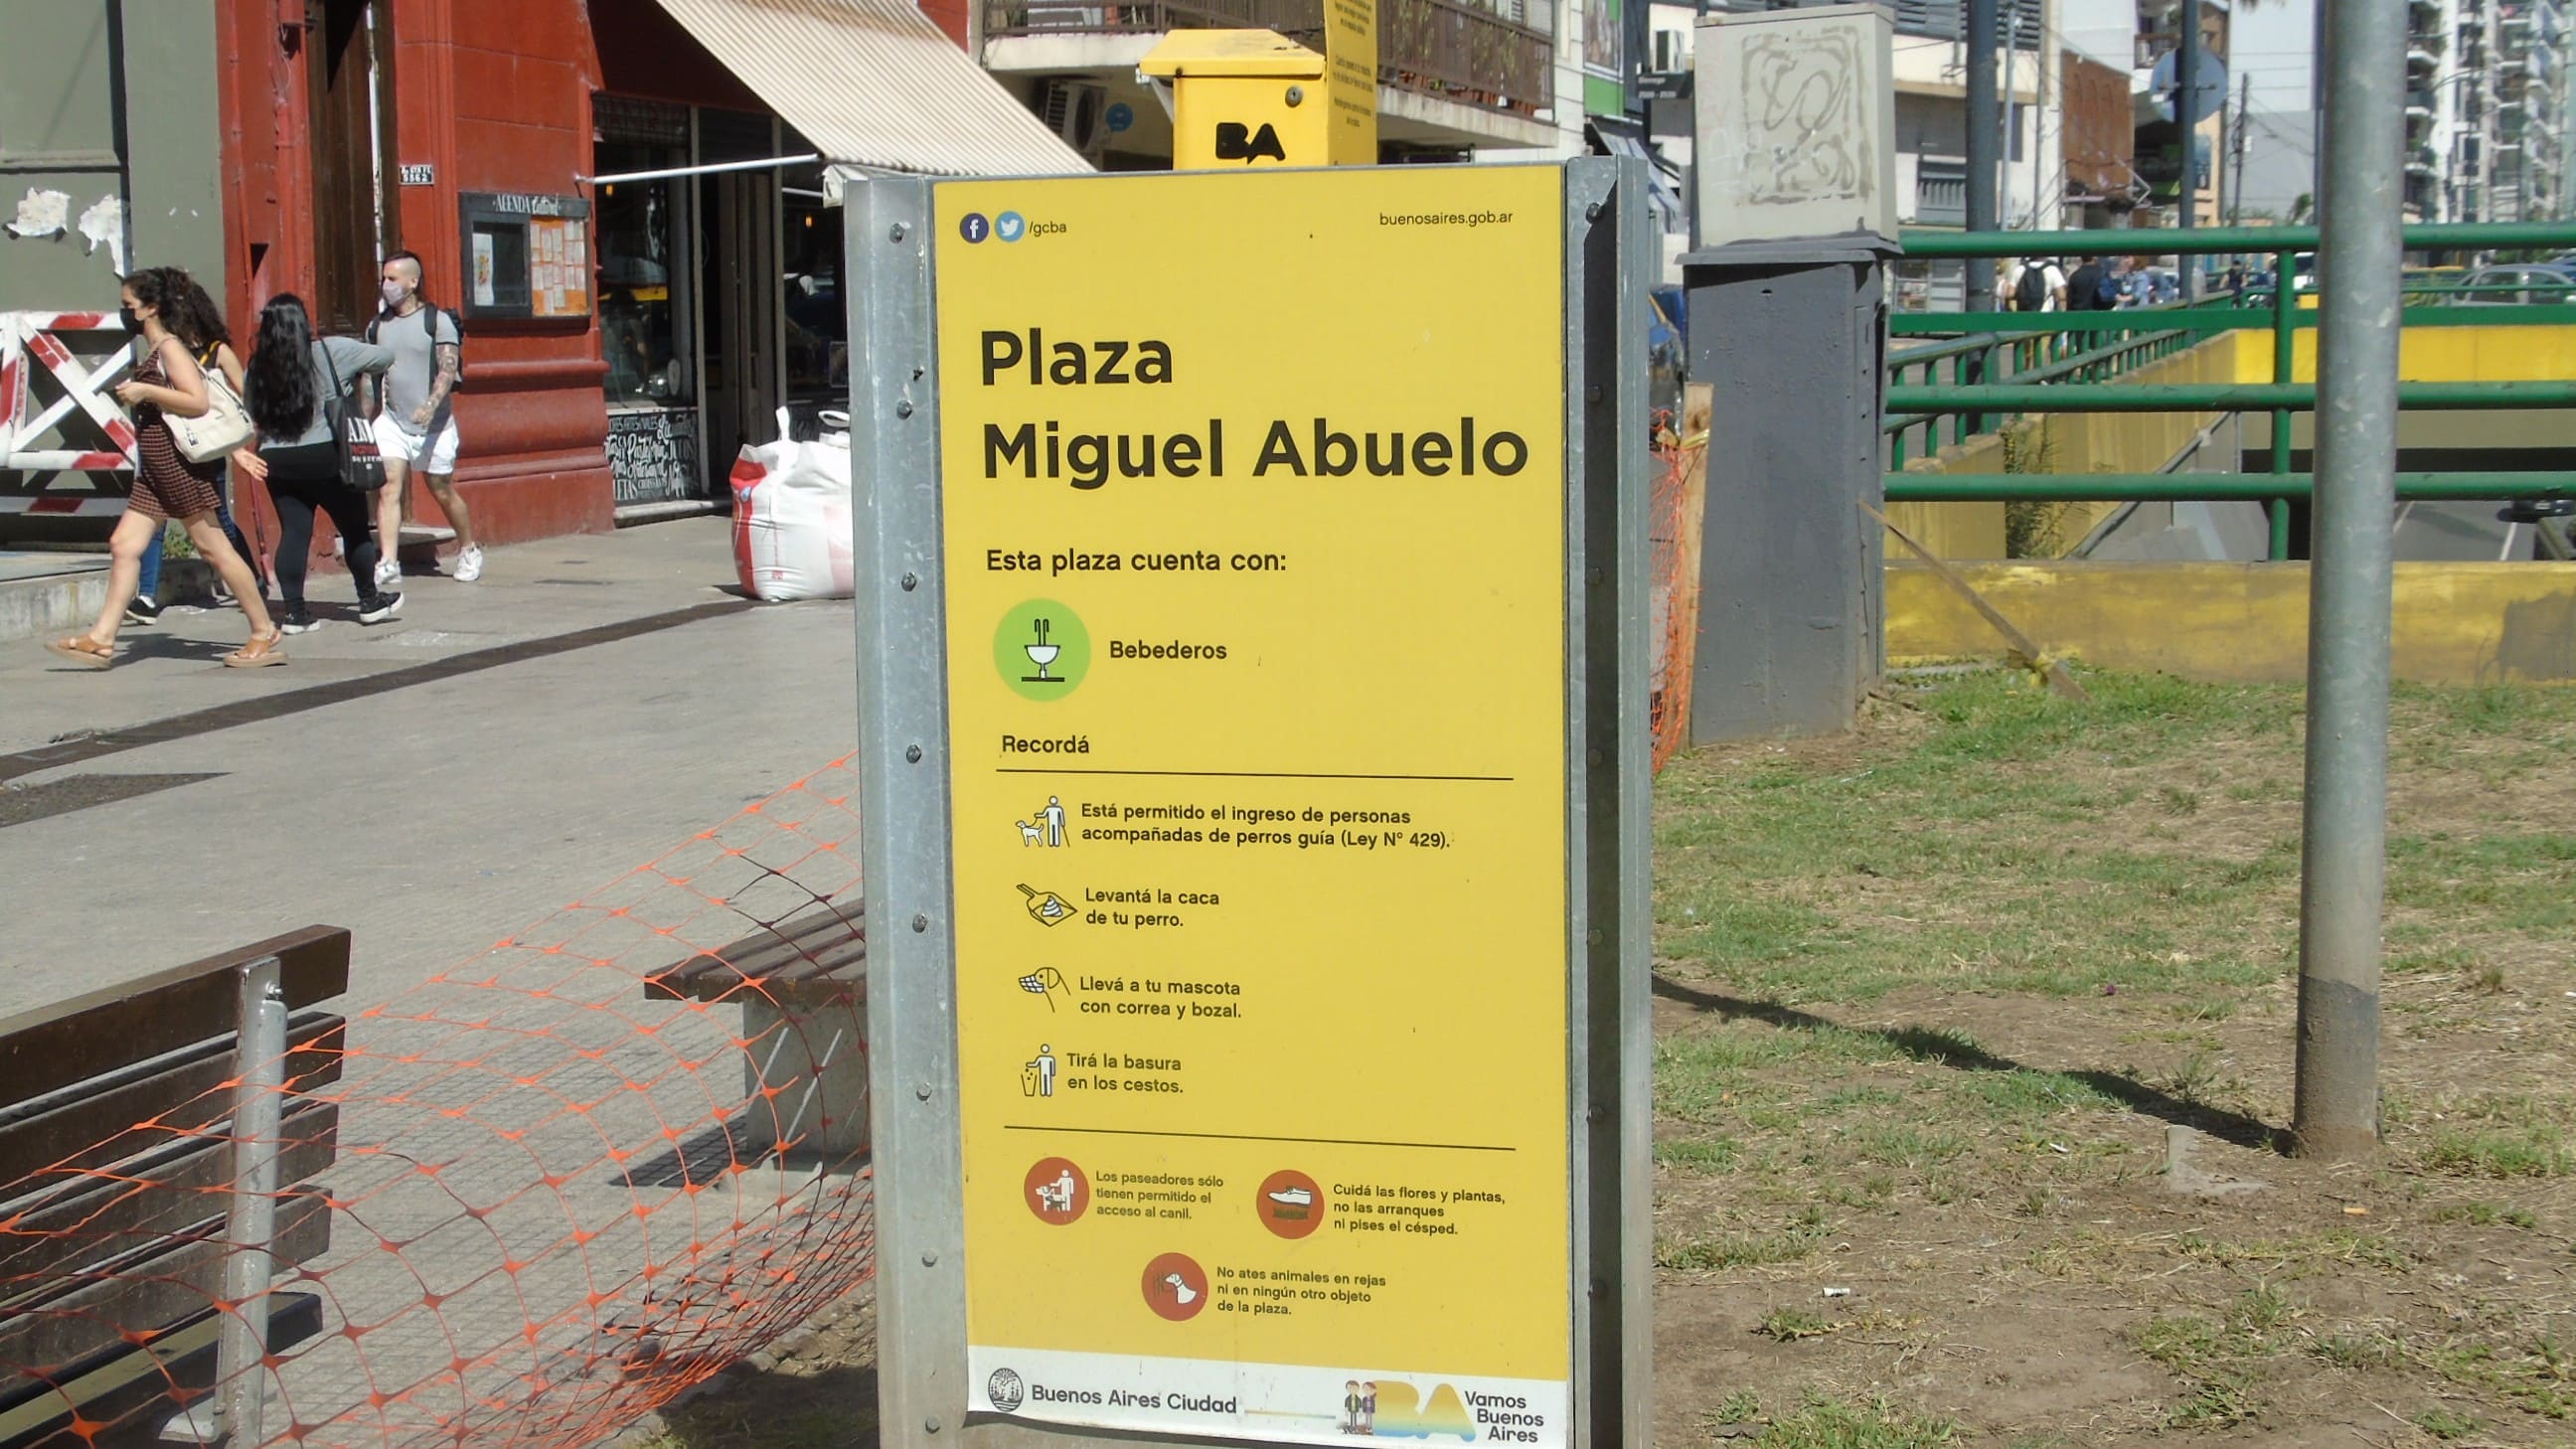 BA
AGENDA Cultural
/gcba
buenosaires.gob.ar
Plaza
Miguel Abuelo
Esta plaza cuenta con:
Bebederos
Recordá
Está permitido el ingreso de personas
acompañadas de perros guía (Ley N° 429).
Levantá la caca
de tu perro.
Llevá a tu mascota
con correa y bozal.
Tirá la basura
en los cestos.
Los paseadores sólo
tienen permitido el
acceso al canil.
Cuidá las flores y plantas,
no las arranques
ni pises el césped.
No ates animales en rejas
ni en ningún otro objeto
de la plaza.
Buenos Aires Ciudad
BA
Vamos
Buenos
Aires